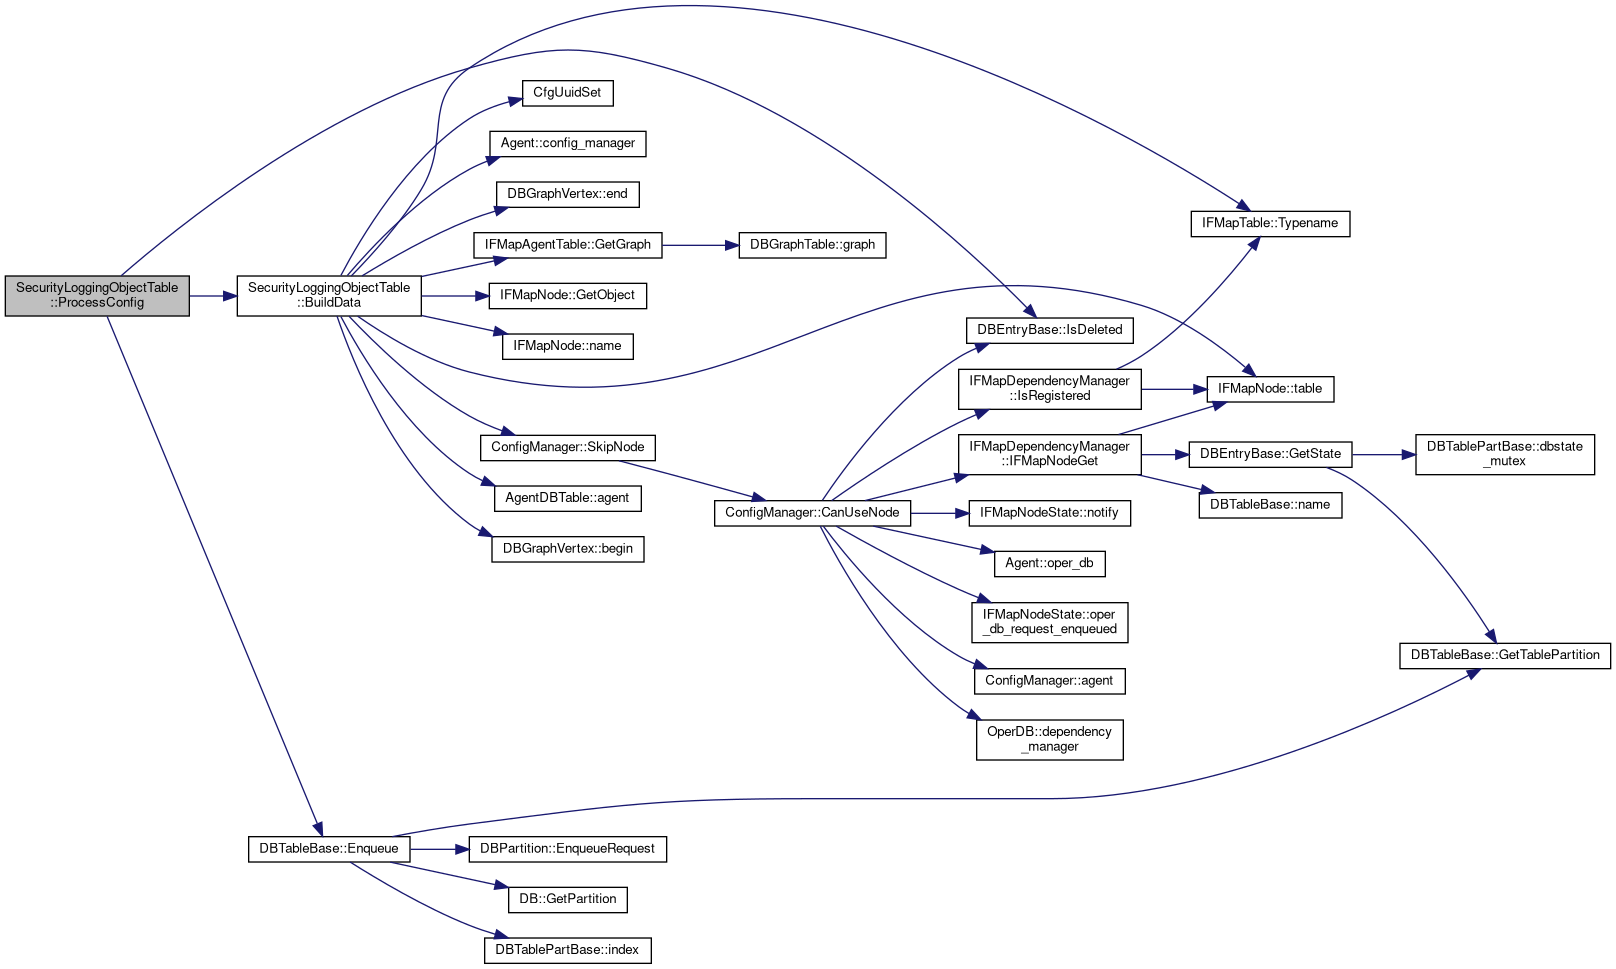 SecurityLoggingObjectTable
::ProcessConfig
SecurityLoggingObjectTable
::BuildData
CfgUuidSet
Agent::config_manager
DBGraphVertex::end
IFMapAgentTable::GetGraph
DBGraphTable::graph
IFMapNode::GetObject
IFMapNode::name
ConfigManager::SkipNode
AgentDBTable::agent
DBGraphVertex::begin
ConfigManager::CanUseNode
DBEntryBase::IsDeleted
IFMapDependencyManager
::IsRegistered
IFMapDependencyManager
::IFMapNodeGet
IFMapNodeState::notify
Agent::oper_db
IFMapNodeState::oper
_db_request_enqueued
ConfigManager::agent
OperDB::dependency
_manager
IFMapTable::Typename
IFMapNode::table
DBEntryBase::GetState
DBTableBase::name
DBTablePartBase::dbstate
_mutex
DBTableBase::GetTablePartition
DBTableBase::Enqueue
DBPartition::EnqueueRequest
DB::GetPartition
DBTablePartBase::index